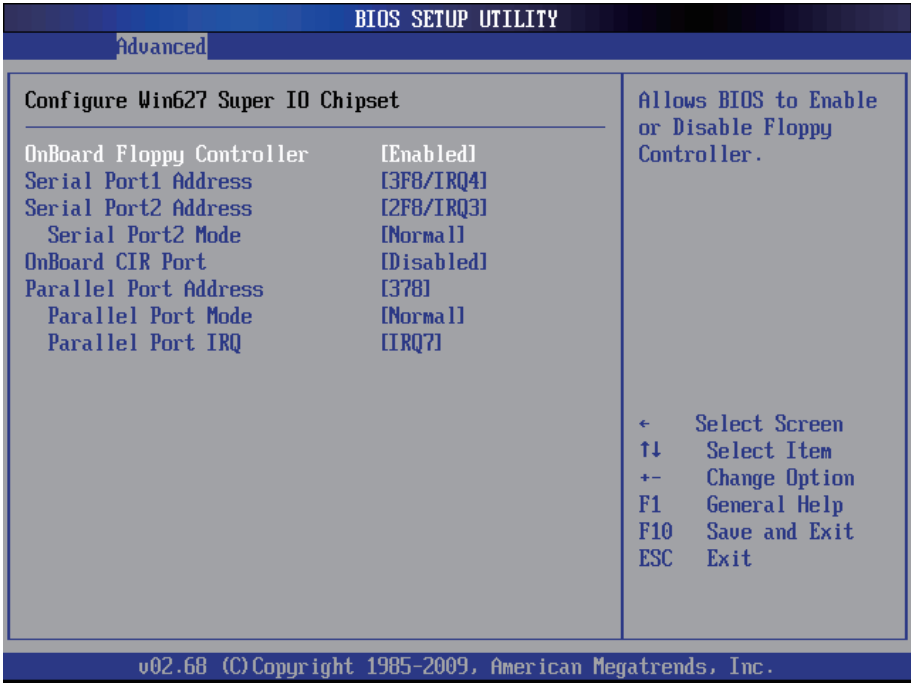 BIOS SETUP UTILITY
Advanced
Configure Win627 Super IO Chipset
OnBoard Floppy Controller [Enabled]
Serial Port1 Address [3F8/IRQ4]
Serial Port2 Address [2F8/IRQ3]
Serial Port2 Mode [Normal]
OnBoard CIR Port [Disabled]
Parallel Port Address [378]
Parallel Port Mode [Normal]
Parallel Port IRQ [IRQ7]
Allows BIOS to Enable
or Disable Floppy
Controller.
← Select Screen
↑↓ Select Item
+- Change Option
F1 General Help
F10 Save and Exit
ESC Exit
v02.68 (C)Copyright 1985-2009, American Megatrends, Inc.